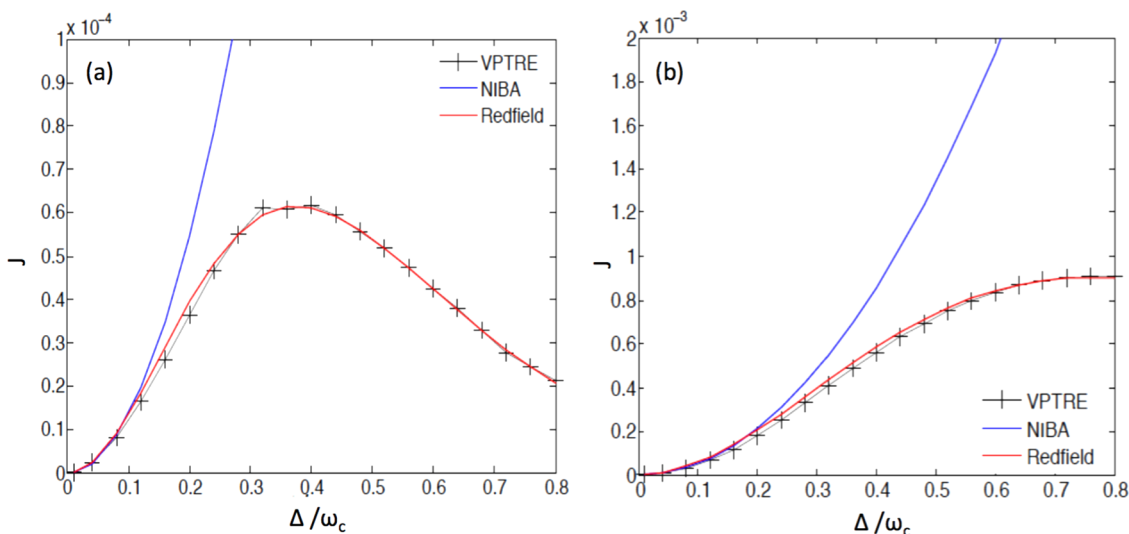 1 x 10⁻⁴
(a)
VPTRE
NIBA
Redfield
0.9
0.8
0.7
0.6
0.5
0.4
0.3
0.2
0.1
0
J
0 0.1 0.2 0.3 0.4 0.5 0.6 0.7 0.8
Δ /ω_c
2 x 10⁻³
(b)
1.8
1.6
1.4
1.2
1
0.8
0.6
0.4
0.2
0
J
VPTRE
NIBA
Redfield
0 0.1 0.2 0.3 0.4 0.5 0.6 0.7 0.8
Δ /ω_c